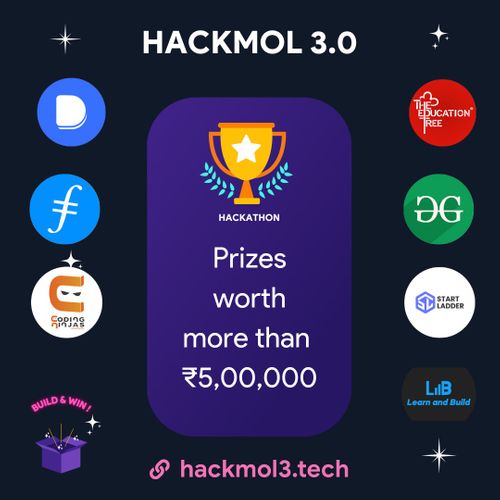 HACKMOL 3.0
THE
EDUCATION
TREE
HACKATHON
Prizes
worth
more than
₹5,00,000
CODING
NINJAS
START
LADDER
BUILD & WIN !
LB
Learn and Build
hackmol3.tech